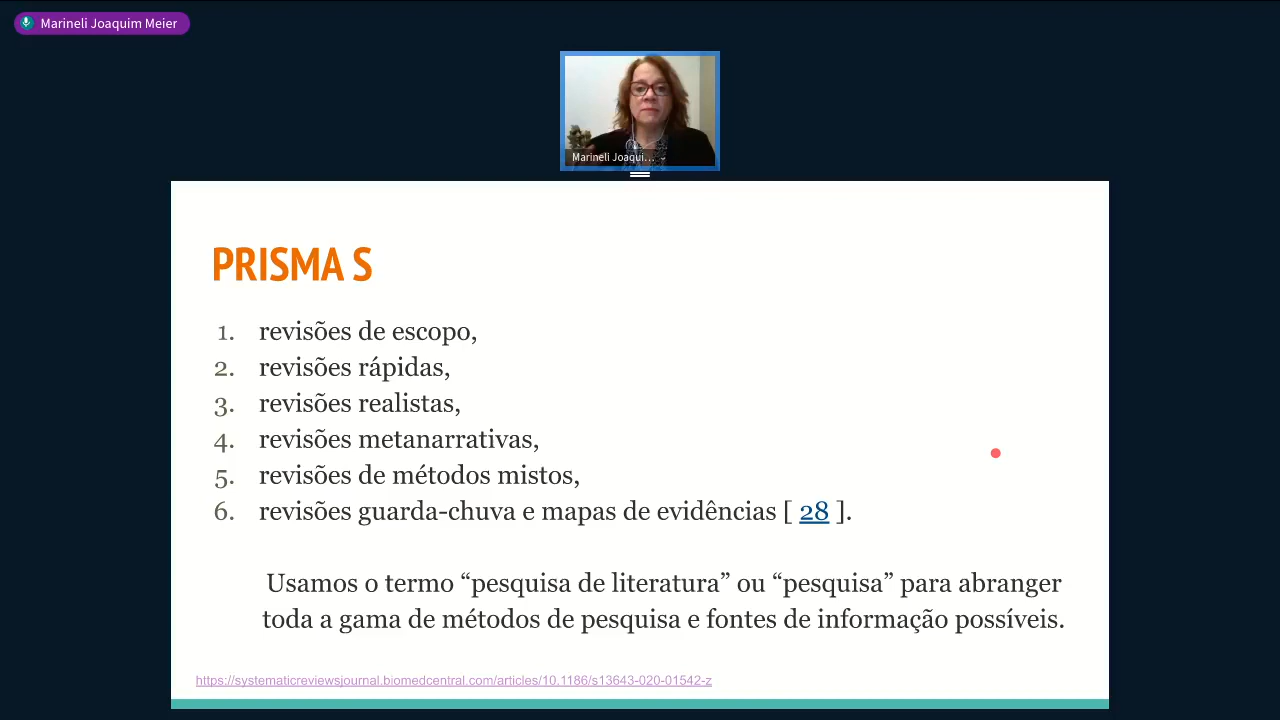 Marineli Joaquim Meier
Marineli Joaqui...
PRISMA S
1. revisões de escopo,
2. revisões rápidas,
3. revisões realistas,
4. revisões metanarrativas,
5. revisões de métodos mistos,
6. revisões guarda-chuva e mapas de evidências [ 28 ].
Usamos o termo “pesquisa de literatura” ou “pesquisa” para abranger
toda a gama de métodos de pesquisa e fontes de informação possíveis.
https://systematicreviewsjournal.biomedcentral.com/articles/10.1186/s13643-020-01542-z